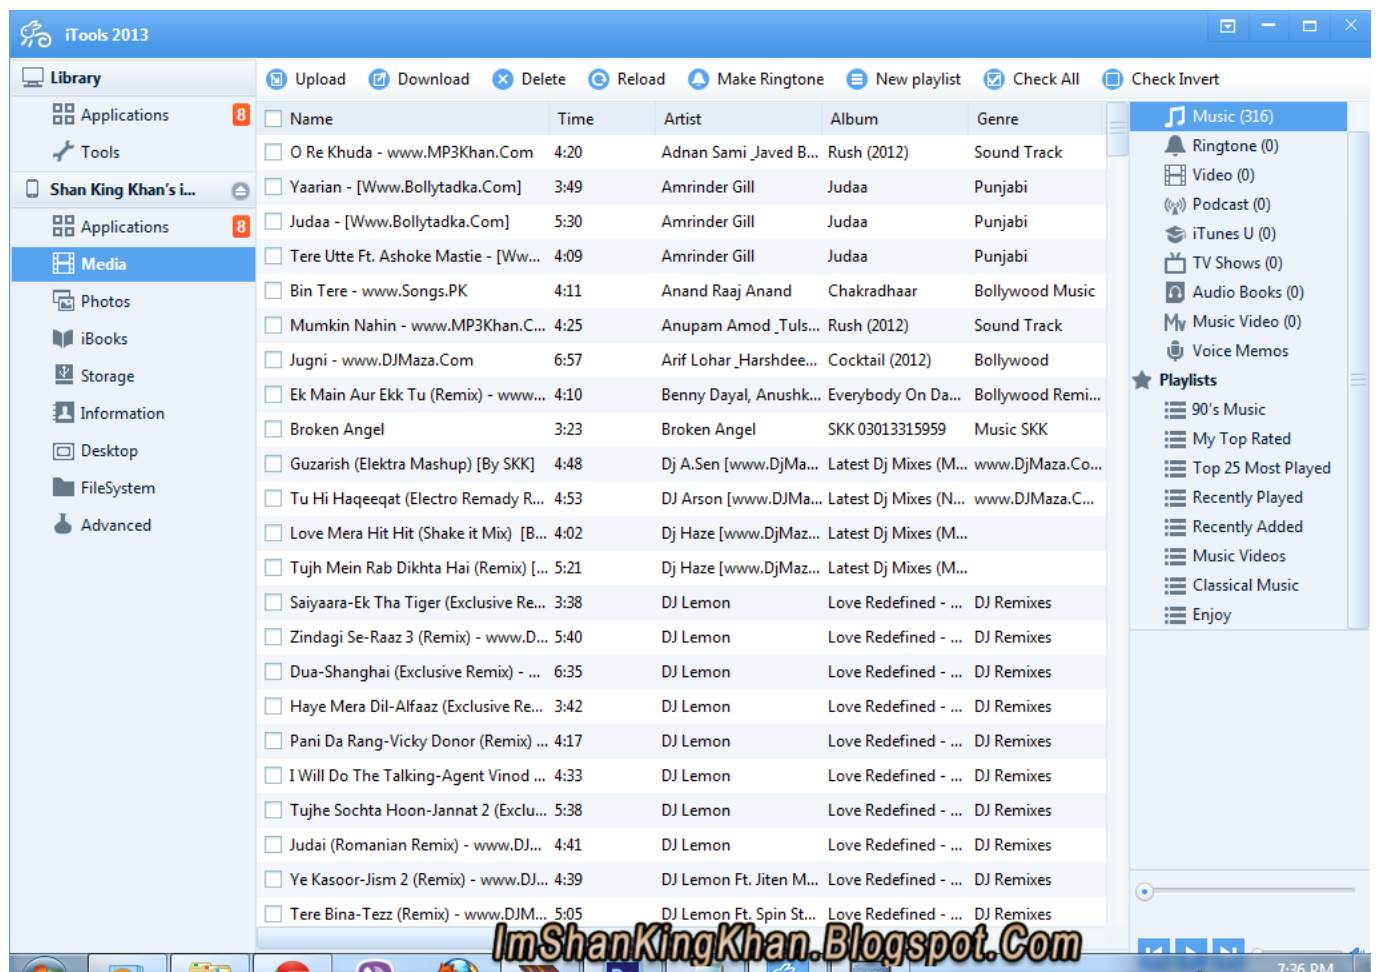 iTools 2013
Library
Applications 8
Tools
Shan King Khan's i...
Applications 8
Media
Photos
iBooks
Storage
Information
Desktop
FileSystem
Advanced
Upload Download Delete Reload Make Ringtone New playlist Check All Check Invert
Name Time Artist Album Genre
O Re Khuda - www.MP3Khan.Com 4:20 Adnan Sami _Javed B... Rush (2012) Sound Track
Yaarian - [Www.Bollytadka.Com] 3:49 Amrinder Gill Judaa Punjabi
Judaa - [Www.Bollytadka.Com] 5:30 Amrinder Gill Judaa Punjabi
Tere Utte Ft. Ashoke Mastie - [Ww... 4:09 Amrinder Gill Judaa Punjabi
Bin Tere - www.Songs.PK 4:11 Anand Raaj Anand Chakradhaar Bollywood Music
Mumkin Nahin - www.MP3Khan.C... 4:25 Anupam Amod _Tuls... Rush (2012) Sound Track
Jugni - www.DJMaza.Com 6:57 Arif Lohar _Harshdee... Cocktail (2012) Bollywood
Ek Main Aur Ekk Tu (Remix) - www... 4:10 Benny Dayal, Anushk... Everybody On Da... Bollywood Remi...
Broken Angel 3:23 Broken Angel SKK 03013315959 Music SKK
Guzarish (Elektra Mashup) [By SKK] 4:48 Dj A.Sen [www.DjMa... Latest Dj Mixes (M... www.DjMaza.Co...
Tu Hi Haqeeqat (Electro Remady R... 4:53 DJ Arson [www.DJMa... Latest Dj Mixes (N... www.DJMaza.C...
Love Mera Hit Hit (Shake it Mix) [B... 4:02 Dj Haze [www.DjMaz... Latest Dj Mixes (M...
Tujh Mein Rab Dikhta Hai (Remix) [... 5:21 Dj Haze [www.DjMaz... Latest Dj Mixes (M...
Saiyaara-Ek Tha Tiger (Exclusive Re... 3:38 DJ Lemon Love Redefined - ... DJ Remixes
Zindagi Se-Raaz 3 (Remix) - www.D... 5:40 DJ Lemon Love Redefined - ... DJ Remixes
Dua-Shanghai (Exclusive Remix) - ... 6:35 DJ Lemon Love Redefined - ... DJ Remixes
Haye Mera Dil-Alfaaz (Exclusive Re... 3:42 DJ Lemon Love Redefined - ... DJ Remixes
Pani Da Rang-Vicky Donor (Remix) ... 4:17 DJ Lemon Love Redefined - ... DJ Remixes
I Will Do The Talking-Agent Vinod ... 4:33 DJ Lemon Love Redefined - ... DJ Remixes
Tujhe Sochta Hoon-Jannat 2 (Exclu... 5:38 DJ Lemon Love Redefined - ... DJ Remixes
Judai (Romanian Remix) - www.DJ... 4:41 DJ Lemon Love Redefined - ... DJ Remixes
Ye Kasoor-Jism 2 (Remix) - www.DJ... 4:39 DJ Lemon Ft. Jiten M... Love Redefined - ... DJ Remixes
Tere Bina-Tezz (Remix) - www.DJM... 5:05 DJ Lemon Ft. Spin St... Love Redefined - ... DJ Remixes
Music (316)
Ringtone (0)
Video (0)
Podcast (0)
iTunes U (0)
TV Shows (0)
Audio Books (0)
Mv Music Video (0)
Voice Memos
Playlists
90's Music
My Top Rated
Top 25 Most Played
Recently Played
Recently Added
Music Videos
Classical Music
Enjoy
ImShanKingKhan.Blogspot.Com
7:36 PM